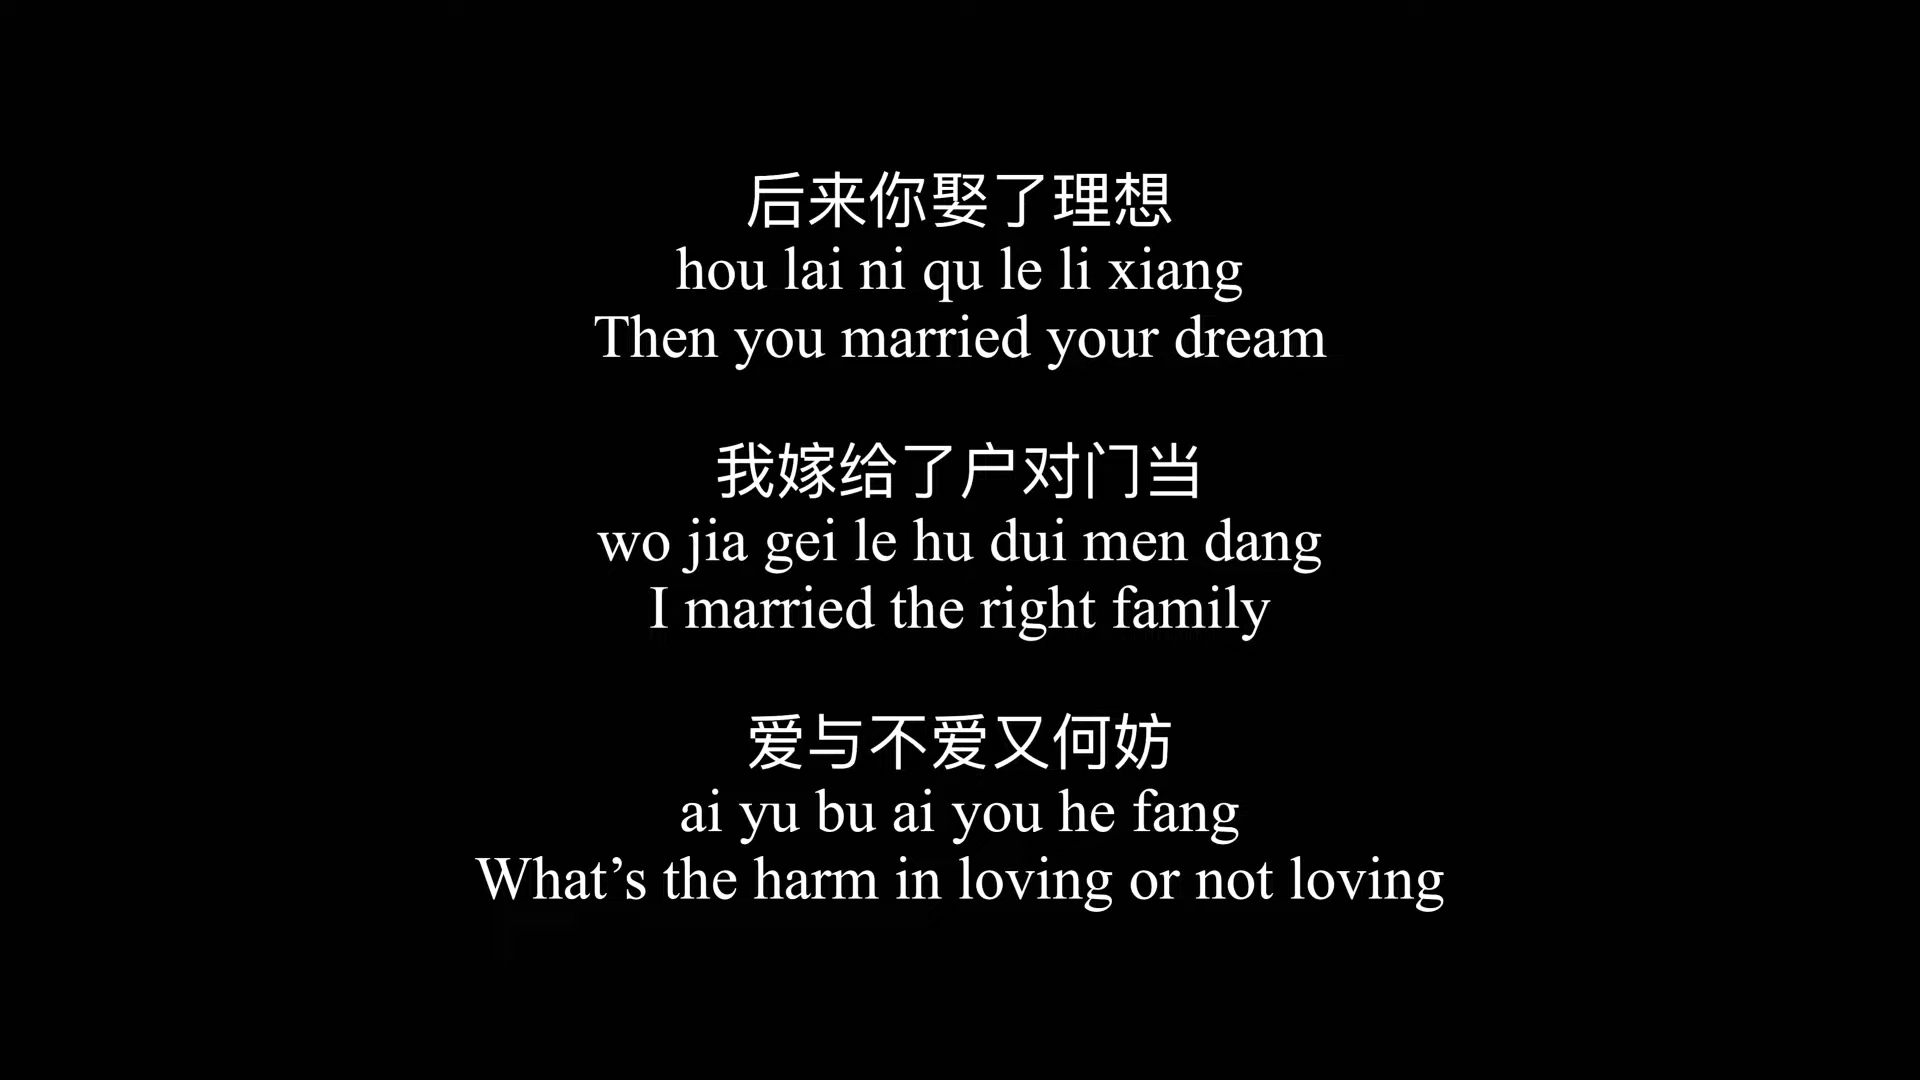 后来你娶了理想
hou lai ni qu le li xiang
Then you married your dream
我嫁给了户对门当
wo jia gei le hu dui men dang
I married the right family
爱与不爱又何妨
ai yu bu ai you he fang
What’s the harm in loving or not loving